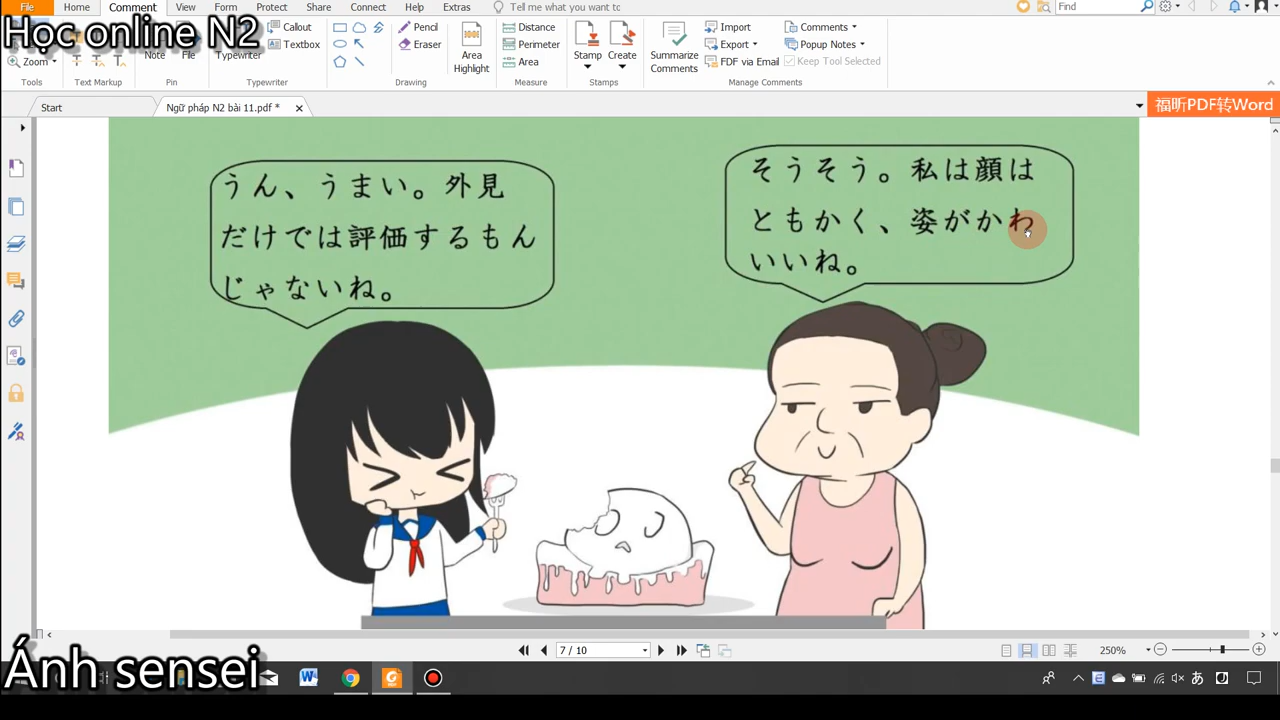 File Home Comment View Form Protect Share Connect Help Extras Tell me what you want to Find
Học online N2
Zoom Note File Typewriter Callout Textbox Pencil Eraser Area Highlight Distance Perimeter Area Stamp Create Summarize Comments Import Export FDF via Email Comments Popup Notes Keep Tool Selected
Tools Text Markup Pin Typewriter Drawing Measure Stamps Manage Comments
Start Ngữ pháp N2 bài 11.pdf * 福昕PDF转Word
うん、うまい。外見
だけでは評価するもん
じゃないね。
そうそう。私は顔は
ともかく、姿がかわ
いいね。
7 / 10 250%
Ánh sensei